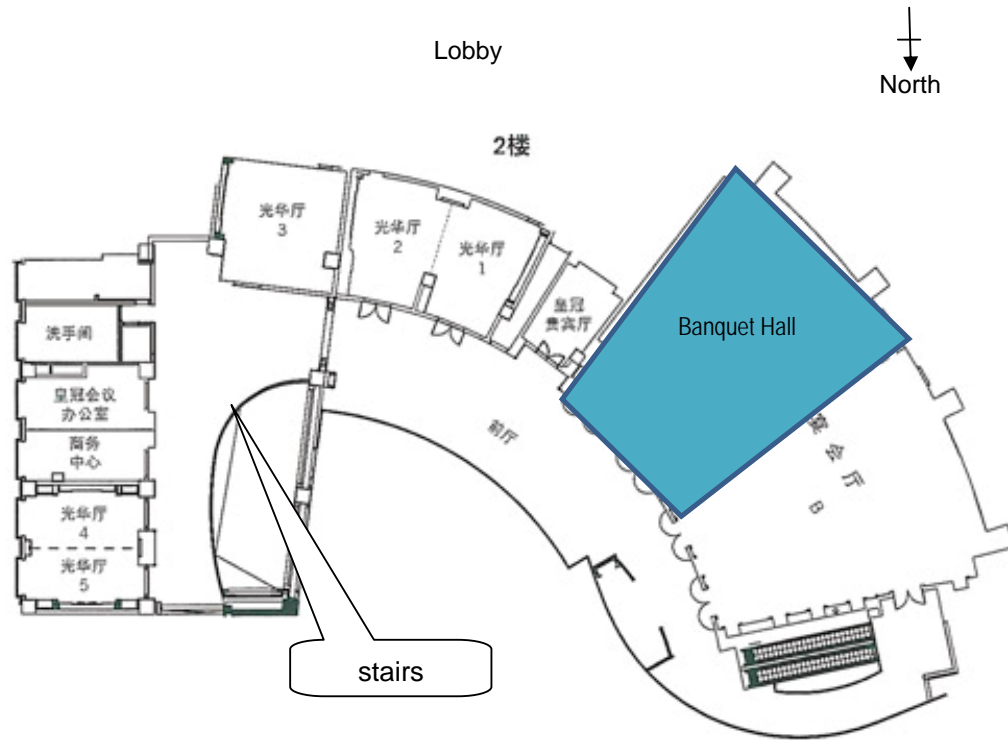 Lobby
North
2楼
光华厅
3
光华厅
2
光华厅
1
皇冠
贵宾厅
Banquet Hall
洗手间
皇冠会议
办公室
商务
中心
前厅
宴会厅
B
光华厅
4
光华厅
5
stairs